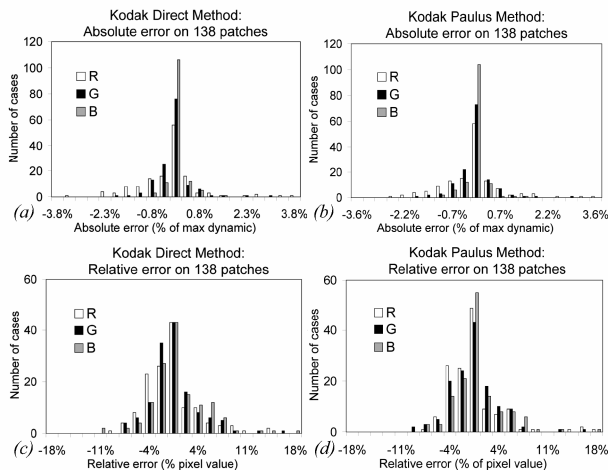 Kodak Direct Method:
Absolute error on 138 patches
120
100
80
60
40
20
0
Number of cases
R
G
B
-3.8% -2.3% -0.8% 0.8% 2.3% 3.8%
(a)
Absolute error (% of max dynamic)
Kodak Paulus Method:
Absolute error on 138 patches
120
100
80
60
40
20
0
Number of cases
R
G
B
-3.6% -2.2% -0.7% 0.7% 2.2% 3.6%
(b)
Absolute error (% of max dynamic)
Kodak Direct Method:
Relative error on 138 patches
60
40
20
0
Number of cases
R
G
B
-18% -11% -4% 4% 11% 18%
(c)
Relative error (% pixel value)
Kodak Paulus Method:
Relative error on 138 patches
60
40
20
0
Number of cases
R
G
B
-18% -11% -4% 4% 11% 18%
(d)
Relative error (% of pixel value)